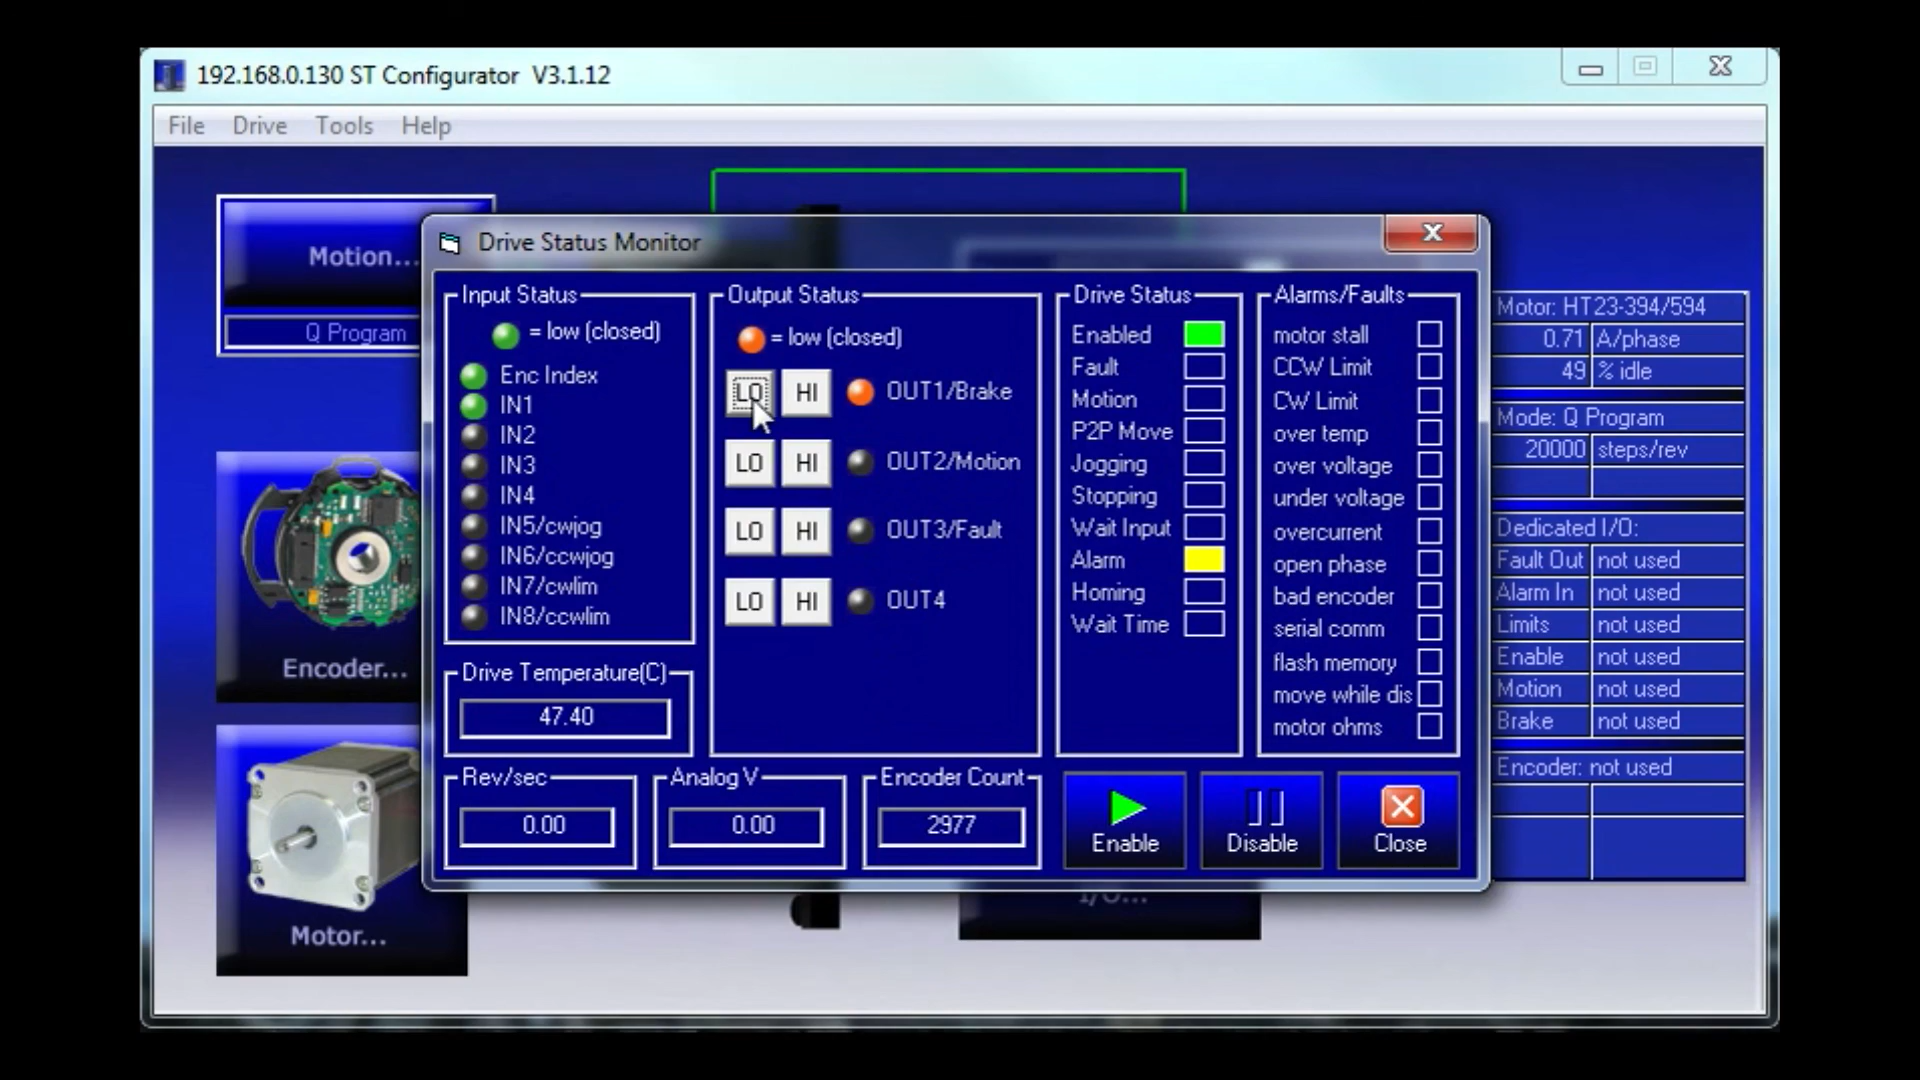 192.168.0.130 ST Configurator V3.1.12
File Drive Tools Help
Motion...
Q Program
Encoder...
Motor...
Drive Status Monitor
Input Status
= low (closed)
Enc Index
IN1
IN2
IN3
IN4
IN5/cwjog
IN6/ccwjog
IN7/cwlim
IN8/ccwlim
Drive Temperature(C)
47.40
Output Status
= low (closed)
LO HI OUT1/Brake
LO HI OUT2/Motion
LO HI OUT3/Fault
LO HI OUT4
Drive Status
Enabled
Fault
Motion
P2P Move
Jogging
Stopping
Wait Input
Alarm
Homing
Wait Time
Alarms/Faults
motor stall
CCW Limit
CW Limit
over temp
over voltage
under voltage
overcurrent
open phase
bad encoder
serial comm
flash memory
move while dis
motor ohms
Rev/sec
0.00
Analog V
0.00
Encoder Count
2977
Enable
Disable
Close
I/O...
Motor: HT23-394/594
0.71 A/phase
49 % idle
Mode: Q Program
20000 steps/rev
Dedicated I/O:
Fault Out not used
Alarm In not used
Limits not used
Enable not used
Motion not used
Brake not used
Encoder: not used